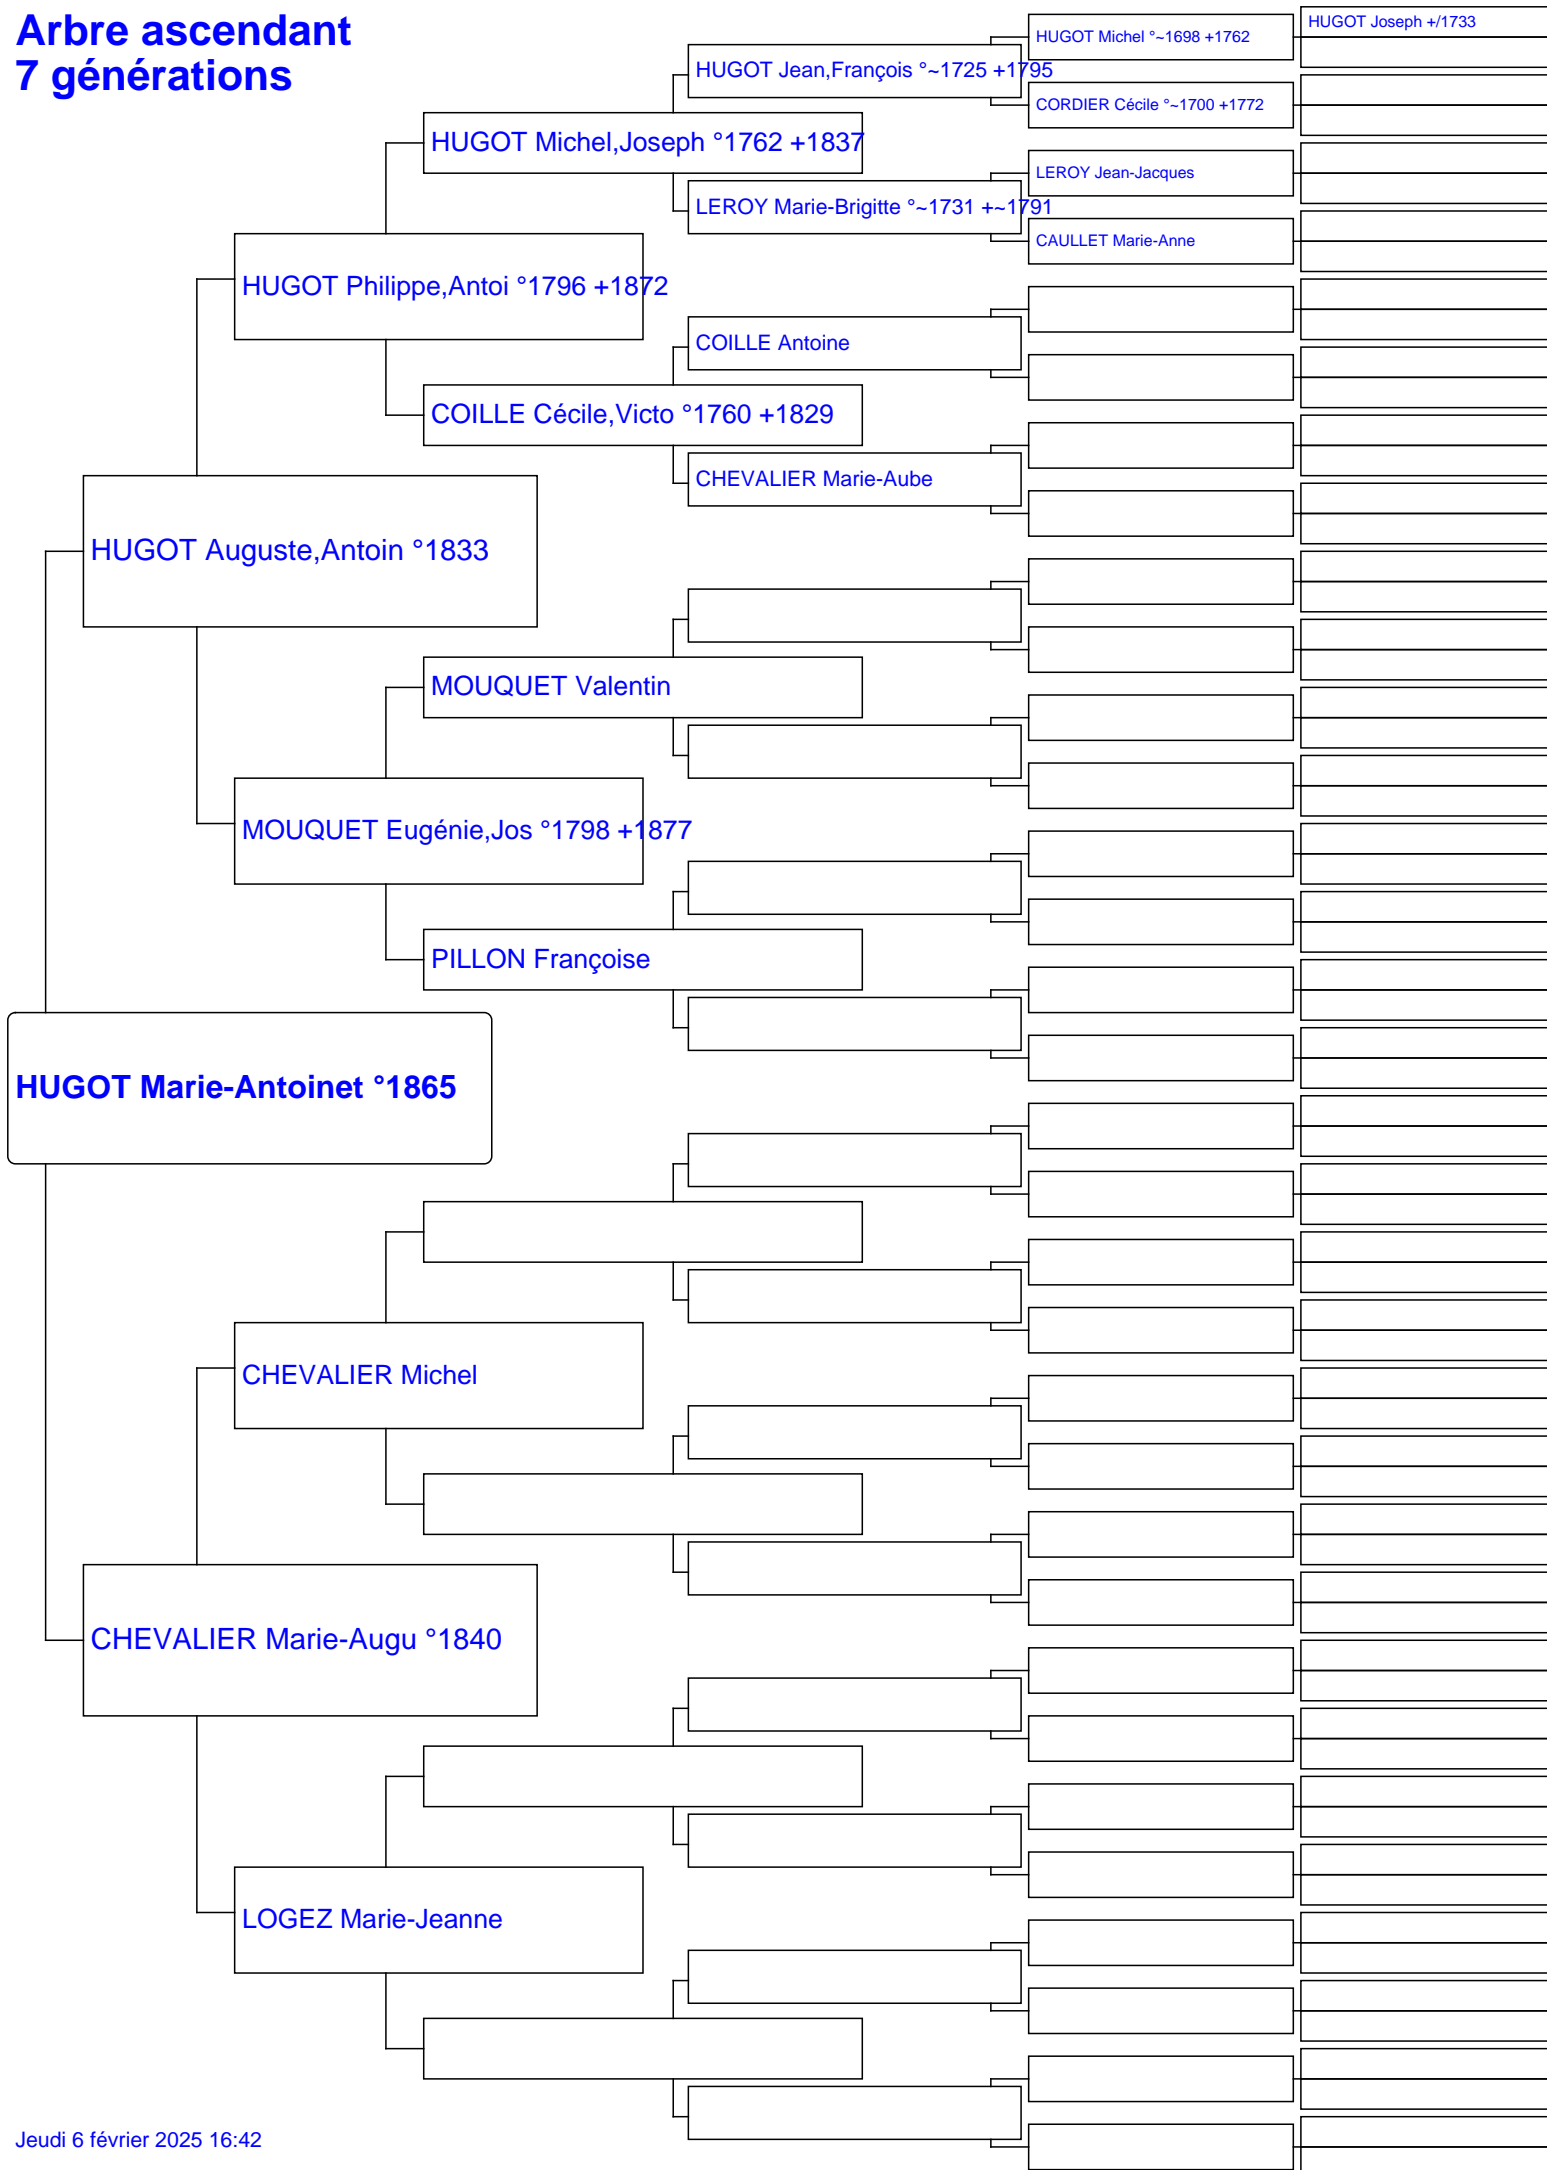 Arbre ascendant
7 générations
HUGOT Joseph +/1733
HUGOT Michel °~1698 +1762
HUGOT Jean,François °~1725 +1795
CORDIER Cécile °~1700 +1772
HUGOT Michel,Joseph °1762 +1837
LEROY Jean-Jacques
LEROY Marie-Brigitte °~1731 +~1791
CAULLET Marie-Anne
HUGOT Philippe,Antoi °1796 +1872
COILLE Antoine
COILLE Cécile,Victo °1760 +1829
CHEVALIER Marie-Aube
HUGOT Auguste,Antoin °1833
MOUQUET Valentin
MOUQUET Eugénie,Jos °1798 +1877
PILLON Françoise
HUGOT Marie-Antoinet °1865
CHEVALIER Michel
CHEVALIER Marie-Augu °1840
LOGEZ Marie-Jeanne
Jeudi 6 février 2025 16:42